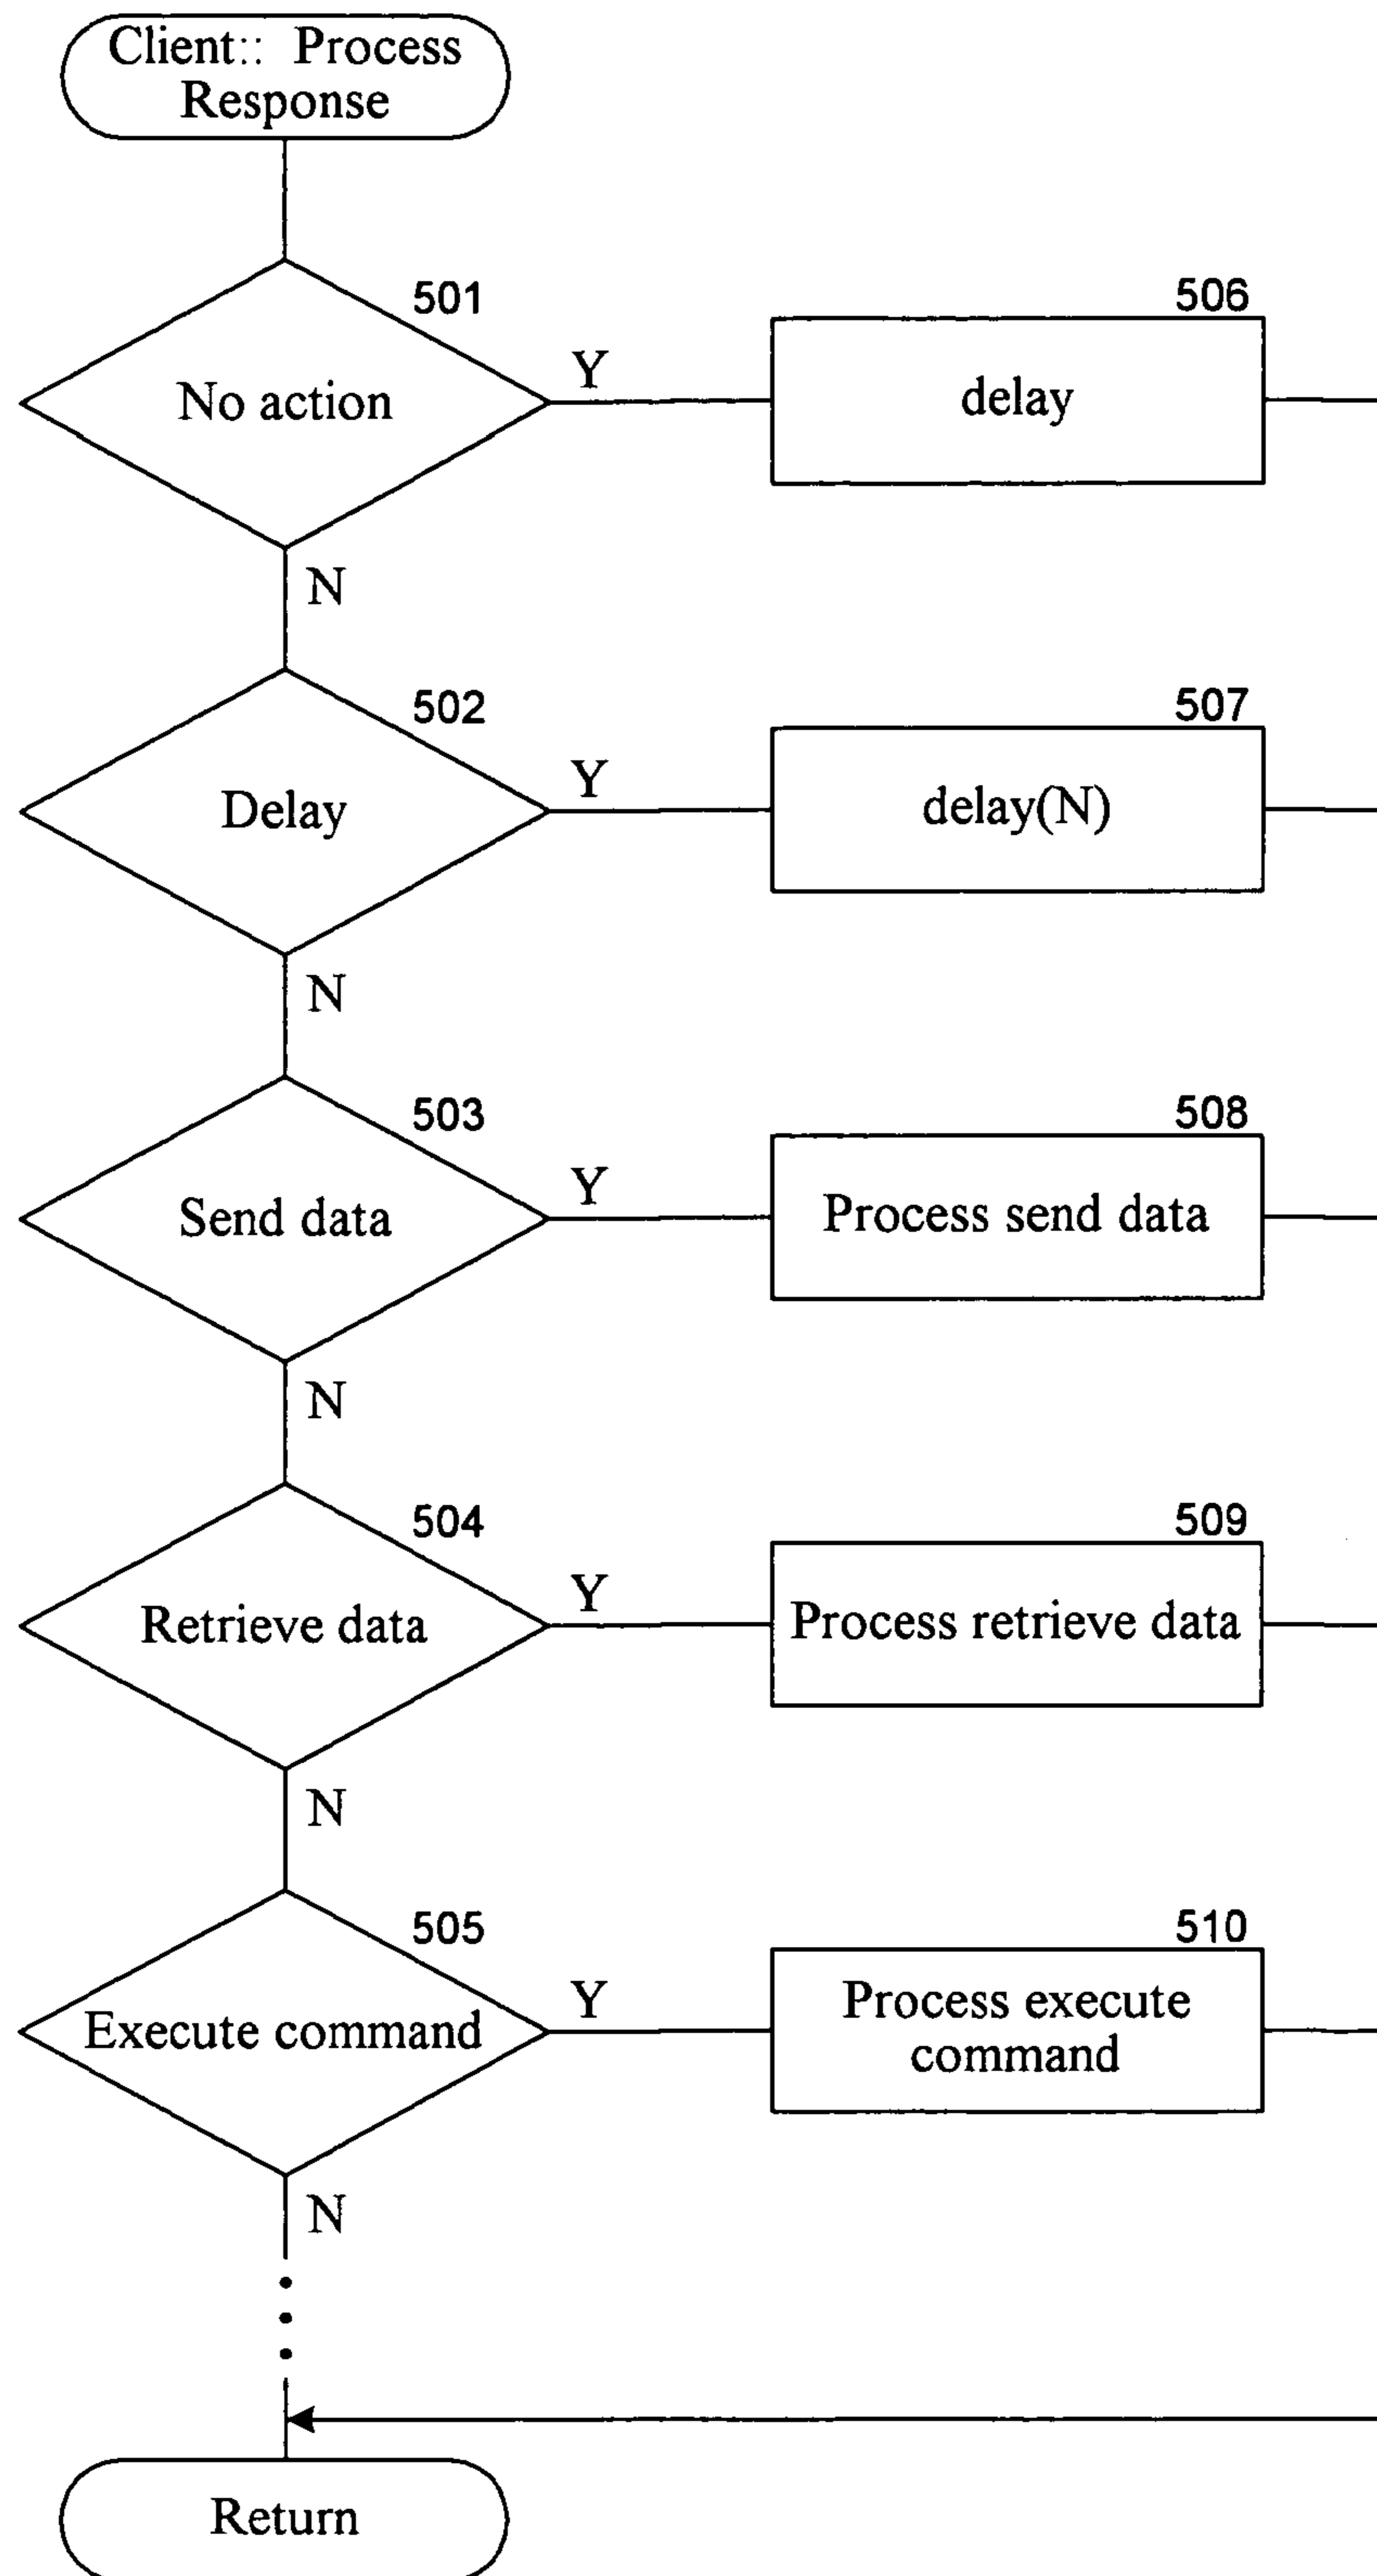 Client:: Process
Response
501
No action
Y
506
delay
N
502
Delay
Y
507
delay(N)
N
503
Send data
Y
508
Process send data
N
504
Retrieve data
Y
509
Process retrieve data
N
505
Execute command
Y
510
Process execute
command
N
Return